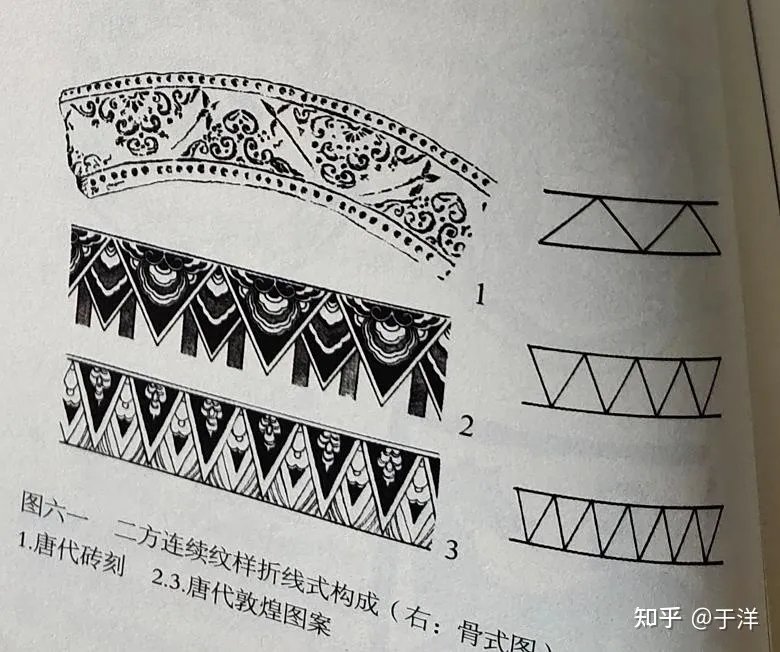 1
2
3
图六一 二方连续纹样折线式构成（右：骨式图）
1.唐代砖刻 2.3.唐代敦煌图案
知乎 @于洋